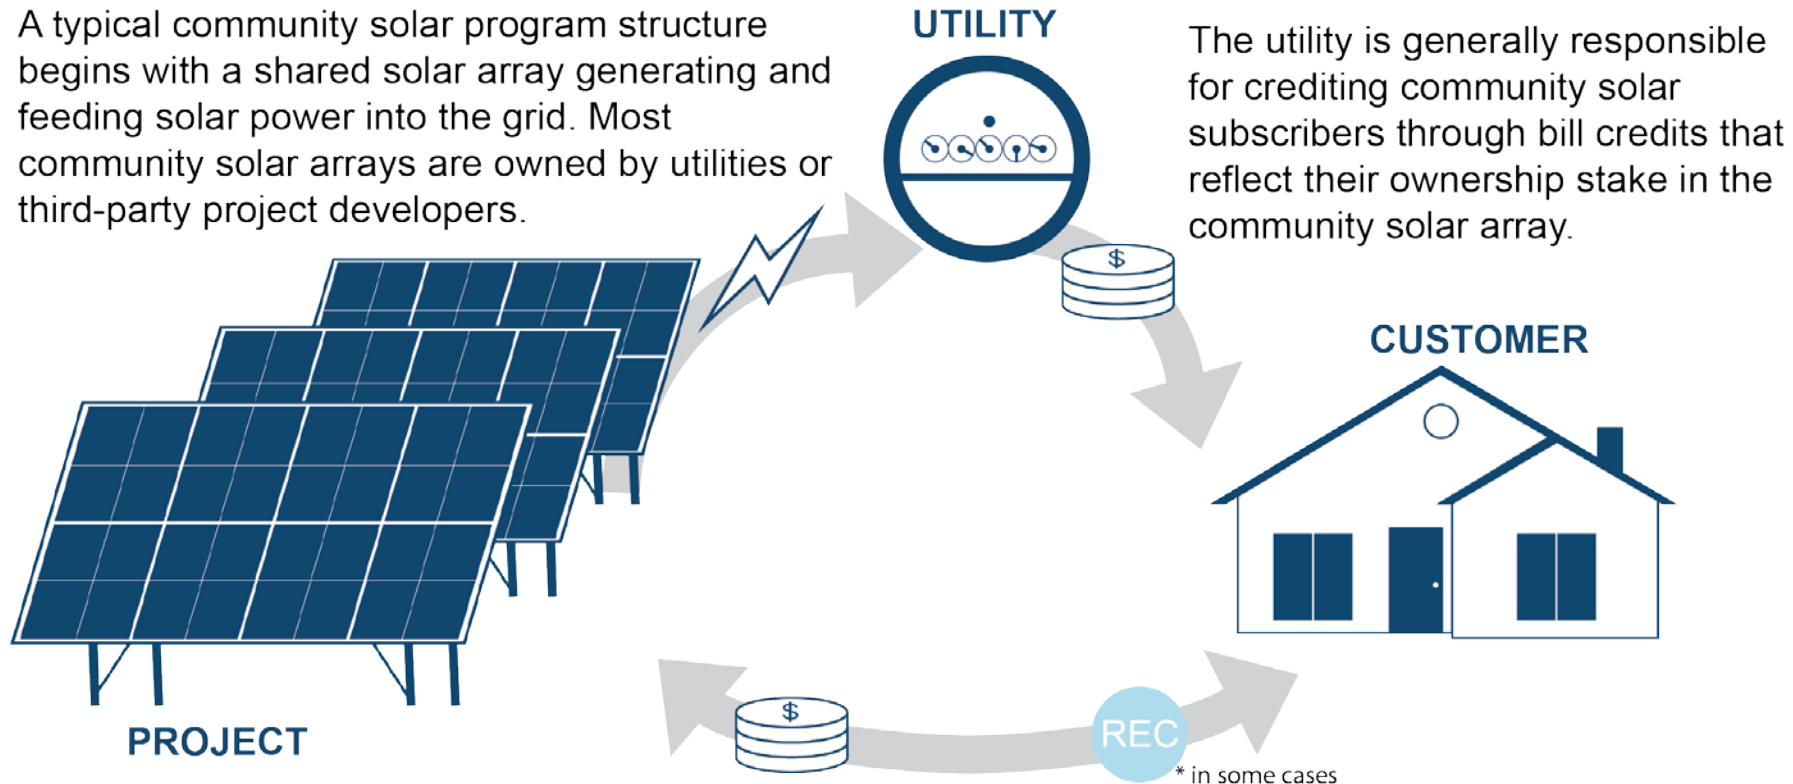 A typical community solar program structure
begins with a shared solar array generating and
feeding solar power into the grid. Most
community solar arrays are owned by utilities or
third-party project developers.
UTILITY
The utility is generally responsible
for crediting community solar
subscribers through bill credits that
reflect their ownership stake in the
community solar array.
$
CUSTOMER
PROJECT
$
REC
* in some cases